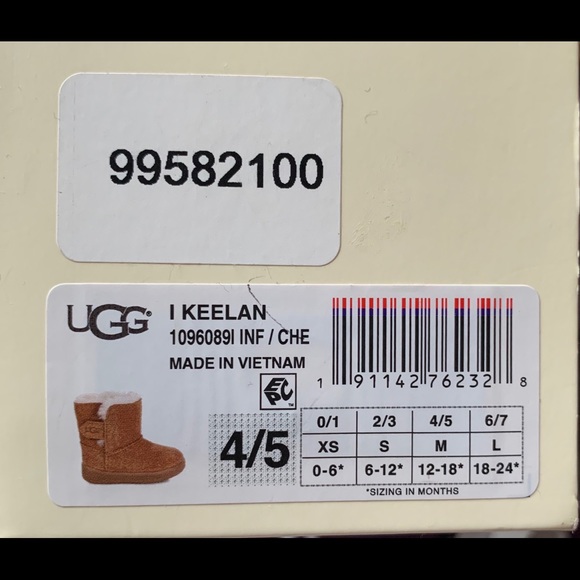 99582100
UGG
I KEELAN
1096089I INF / CHE
MADE IN VIETNAM
EPC™
1 91142 76232 8
4/5
0/1 2/3 4/5 6/7
XS S M L
0-6* 6-12* 12-18* 18-24*
*SIZING IN MONTHS